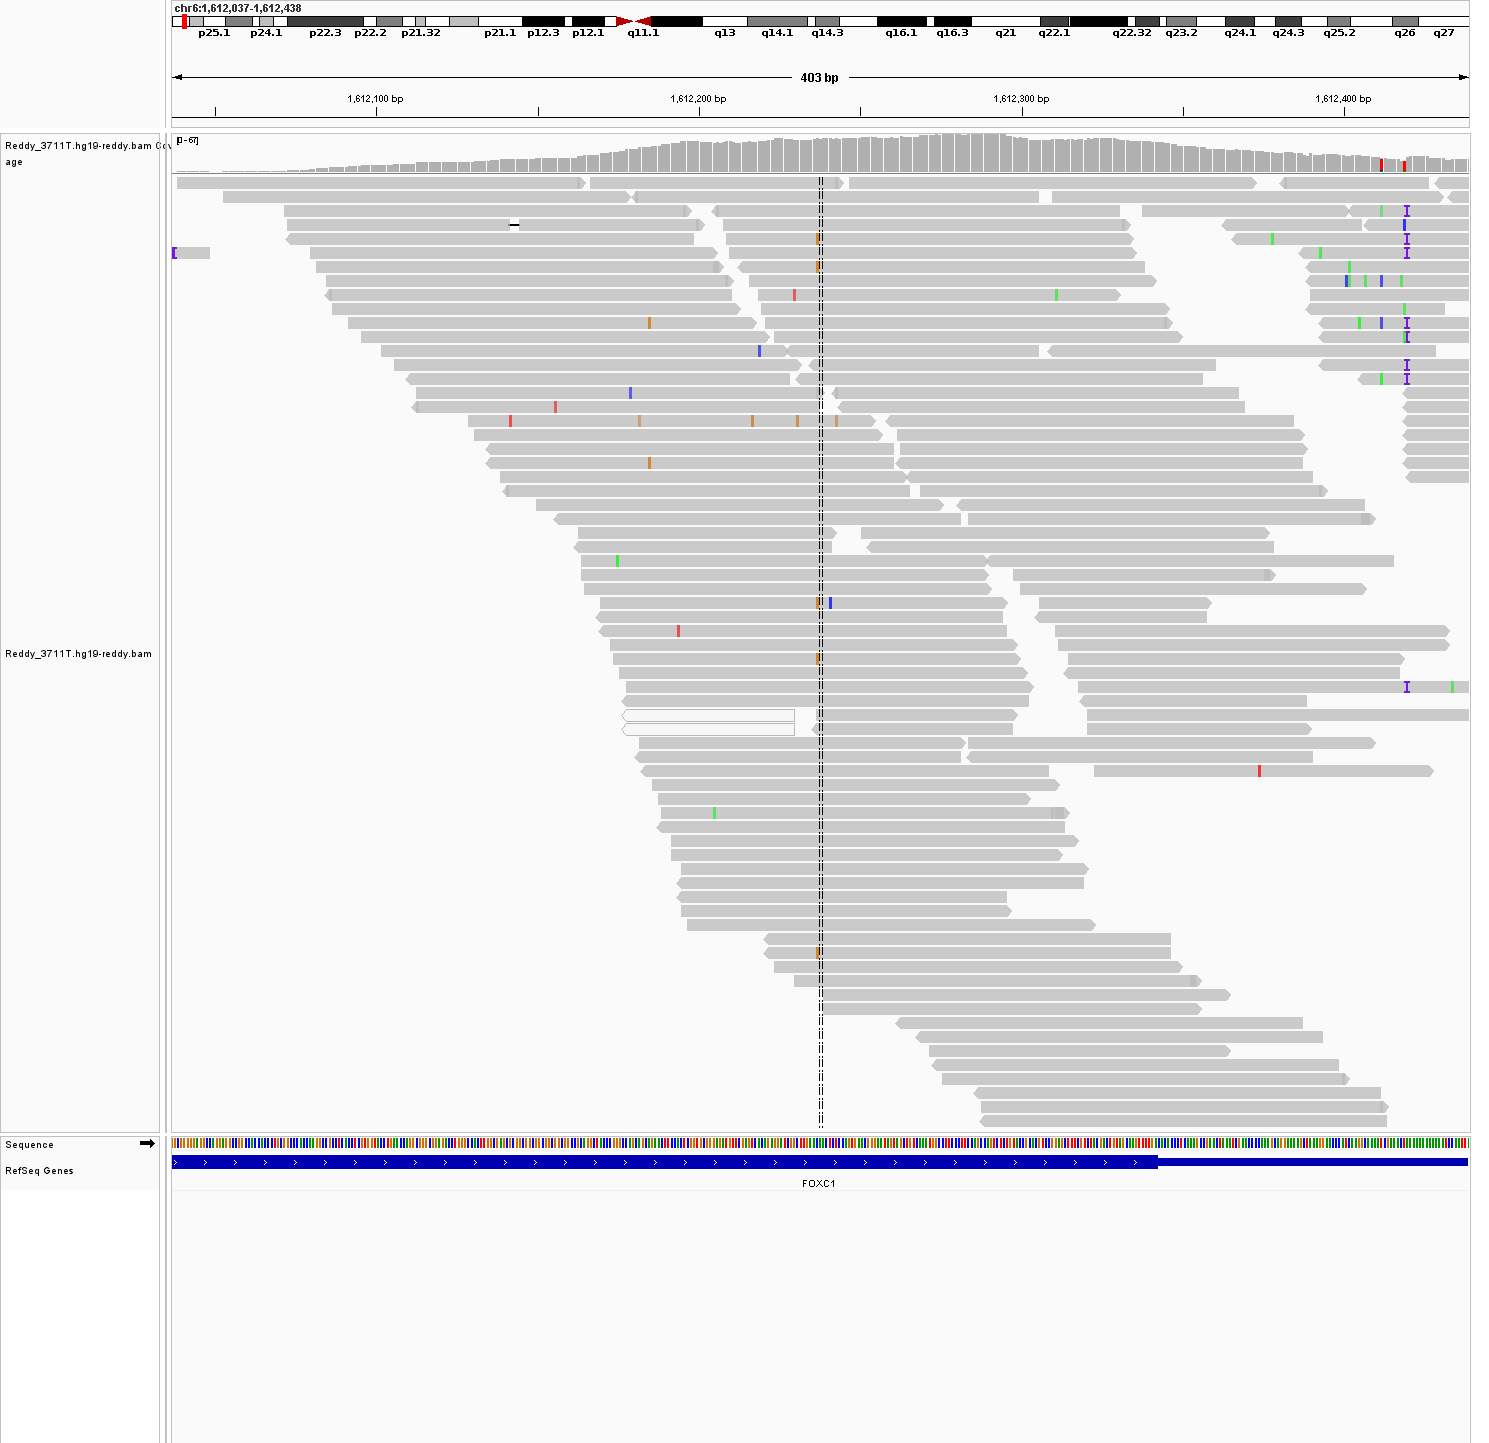 chr6:1,612,037-1,612,438
p25.1 p24.1 p22.3 p22.2 p21.32 p21.1 p12.3 p12.1 q11.1 q13 q14.1 q14.3 q16.1 q16.3 q21 q22.1 q22.32 q23.2 q24.1 q24.3 q25.2 q26 q27
403 bp
1,612,100 bp 1,612,200 bp 1,612,300 bp 1,612,400 bp
[0 - 67]
Reddy_3711T.hg19-reddy.bam Cov
age
Reddy_3711T.hg19-reddy.bam
Sequence
RefSeq Genes
FOXC1